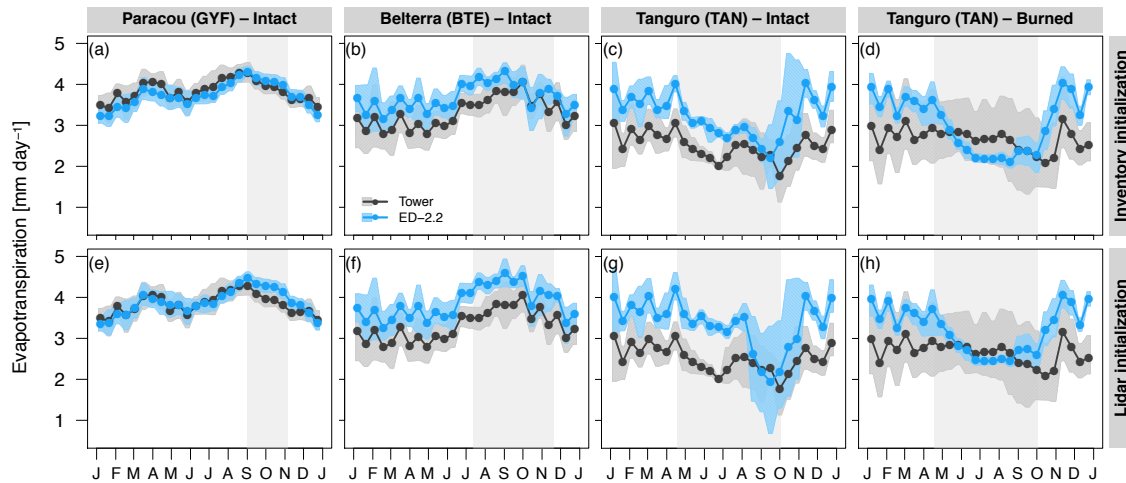 Paracou (GYF) – Intact
Belterra (BTE) – Intact
Tanguro (TAN) – Intact
Tanguro (TAN) – Burned
(a)
(b)
(c)
(d)
5
4
3
2
1
Tower
ED−2.2
Inventory initialization
Evapotranspiration [mm day−1]
(e)
(f)
(g)
(h)
5
4
3
2
1
Lidar initialization
J F M A M J J A S O N D J
J F M A M J J A S O N D J
J F M A M J J A S O N D J
J F M A M J J A S O N D J